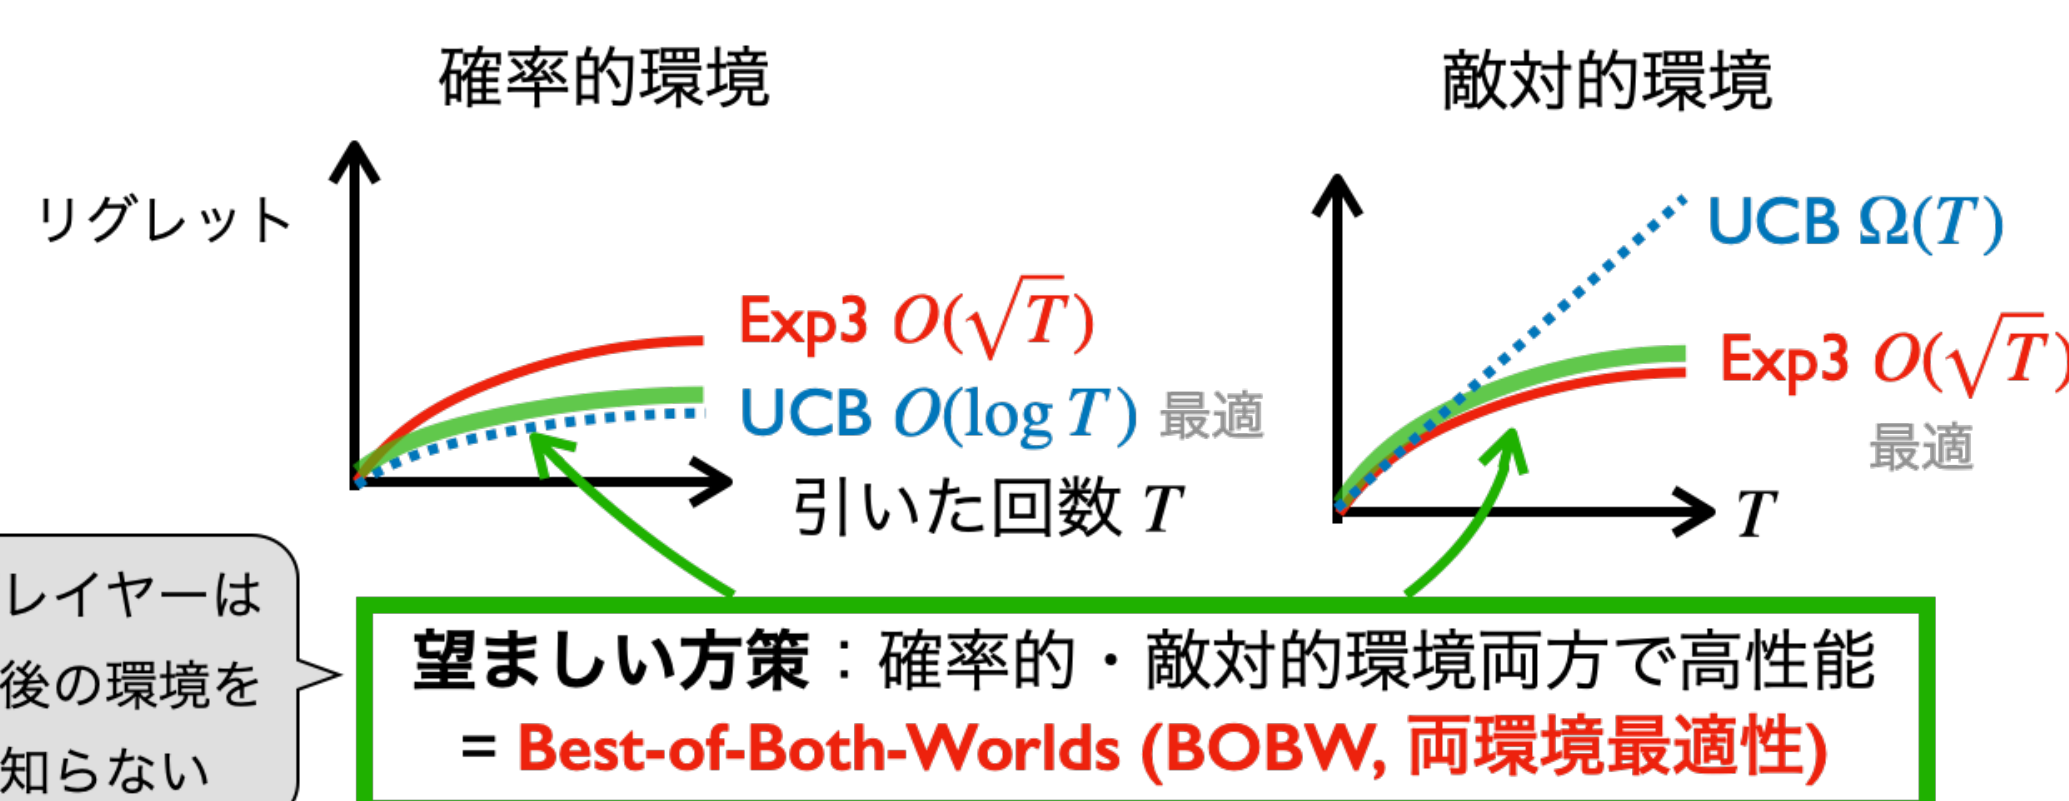 確率的環境
敵対的環境
リグレット
Exp3 O(√T)
UCB O(log T) 最適
引いた回数 T
UCB Ω(T)
Exp3 O(√T)
最適
T
レイヤーは
後の環境を
知らない
望ましい方策：確率的・敵対的環境両方で高性能
= Best-of-Both-Worlds (BOBW, 両環境最適性)